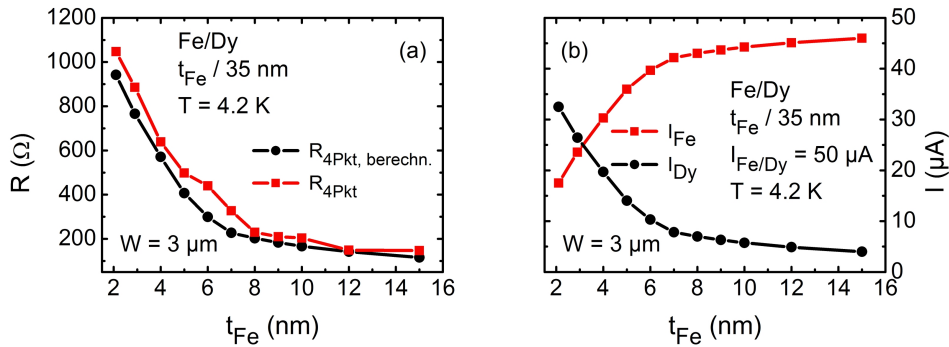 1200
1000
800
600
400
200
R (Ω)
Fe/Dy
t_Fe / 35 nm
T = 4.2 K
(a)
R_4Pkt, berechn.
R_4Pkt
W = 3 µm
2 4 6 8 10 12 14 16
t_Fe (nm)
(b)
Fe/Dy
t_Fe / 35 nm
I_Fe/Dy = 50 µA
T = 4.2 K
I_Fe
I_Dy
W = 3 µm
50
40
30
20
10
0
I (µA)
2 4 6 8 10 12 14 16
t_Fe (nm)